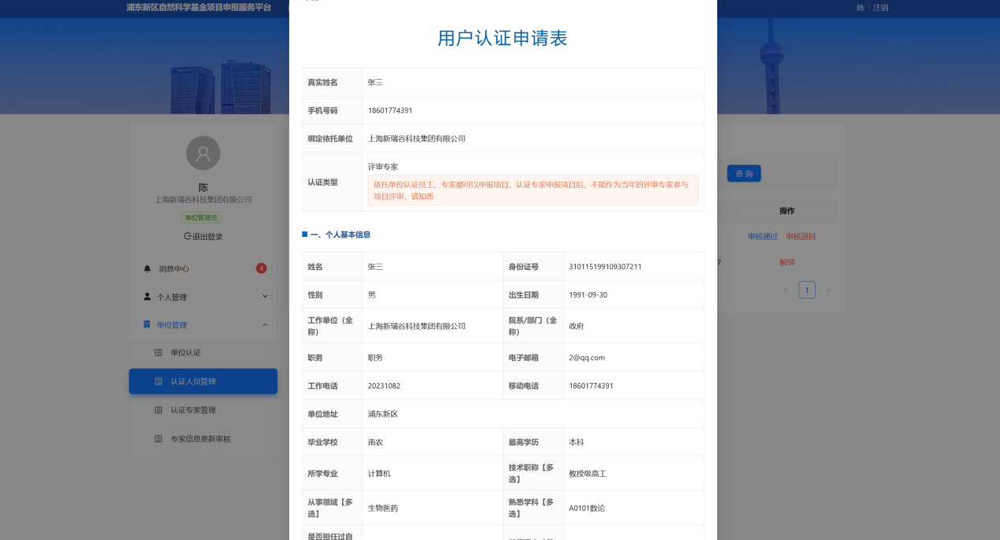 浦东新区自然科学基金项目申报服务平台
陈 | 注销
用户认证申请表
真实姓名 张三
手机号码 18601774391
绑定依托单位 上海新瑞谷科技集团有限公司
认证类型 评审专家
依托单位认证员工、专家都可以申报项目，认证专家申报项目后，不能作为当年的评审专家参与
项目评审，请知悉
一、个人基本信息
姓名 张三 身份证号 310115199109307211
性别 男 出生日期 1991-09-30
工作单位（全
称） 上海新瑞谷科技集团有限公司 院系/部门（全
称） 政府
职务 职务 电子邮箱 2@qq.com
工作电话 20231082 移动电话 18601774391
单位地址 浦东新区
毕业学校 南农 最高学历 本科
所学专业 计算机 技术职称【多
选】 教授级高工
从事领域【多
选】 生物医药 熟悉学科【多
选】 A0101数论
是否担任过自
陈
上海新瑞谷科技集团有限公司
单位管理员
退出登录
消息中心 4
个人管理
单位管理
单位认证
认证人员管理
认证专家管理
专家信息更新审核
查 询
操作
审核通过 审核退回
7 解绑
< 1 >